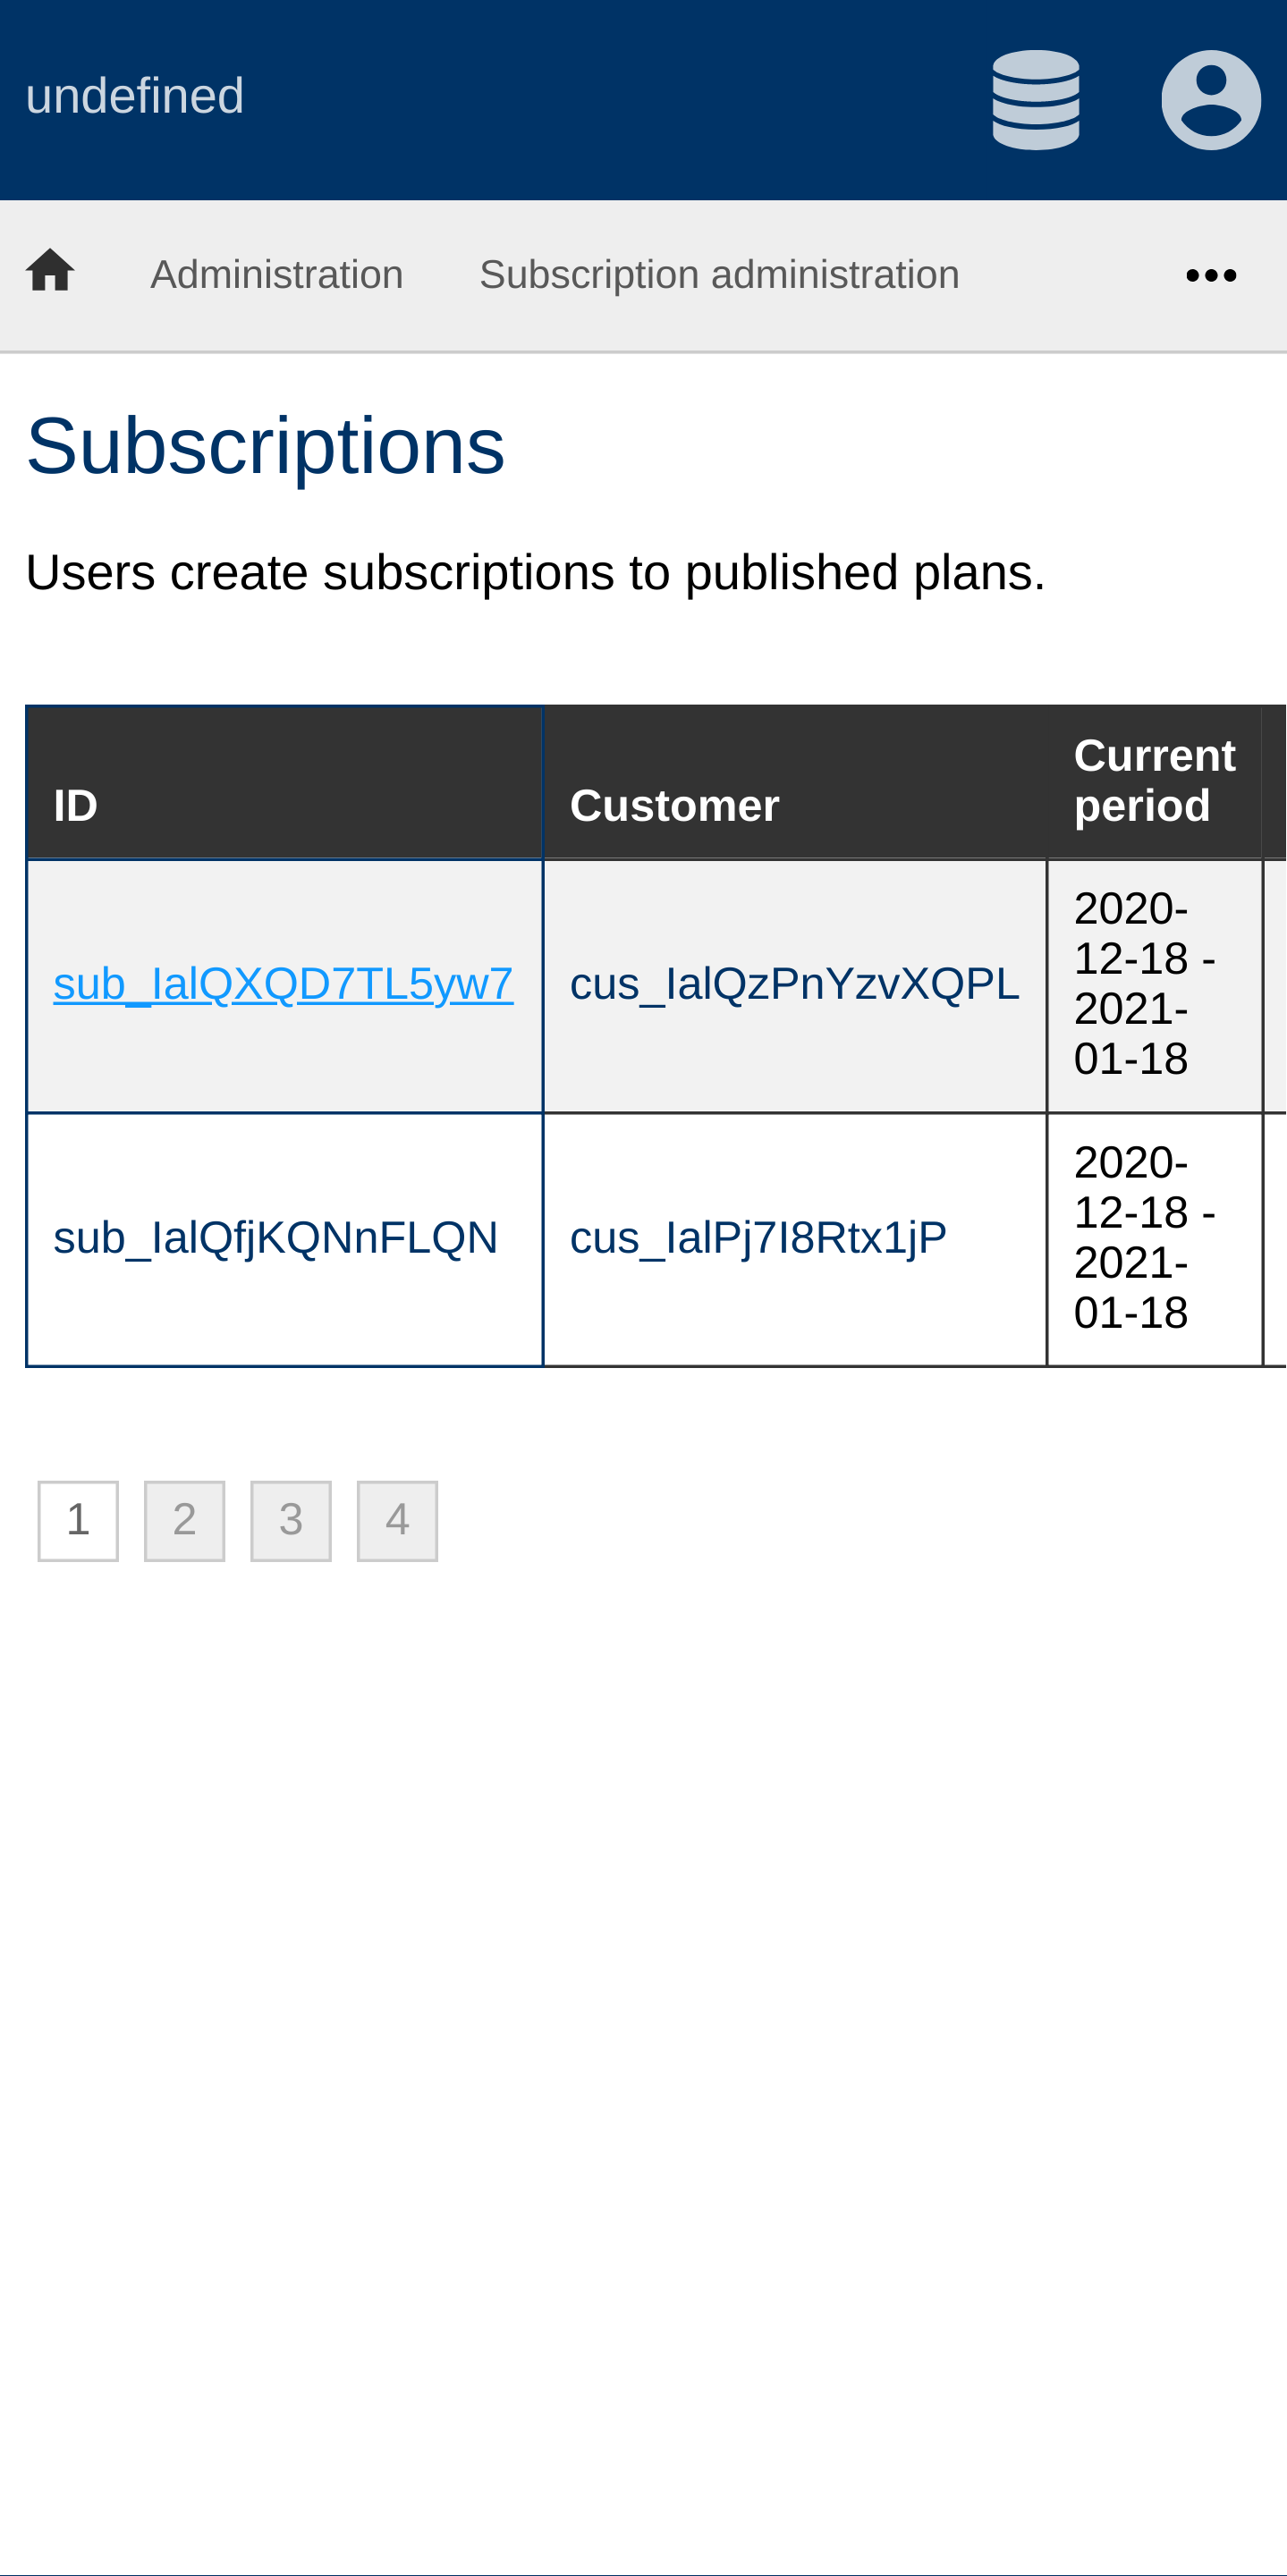 undefined
Administration Subscription administration
Subscriptions
Users create subscriptions to published plans.
ID Customer Current period
sub_IalQXQD7TL5yw7 cus_IalQzPnYzvXQPL 2020-12-18 - 2021-01-18
sub_IalQfjKQNnFLQN cus_IalPj7I8Rtx1jP 2020-12-18 - 2021-01-18
1 2 3 4